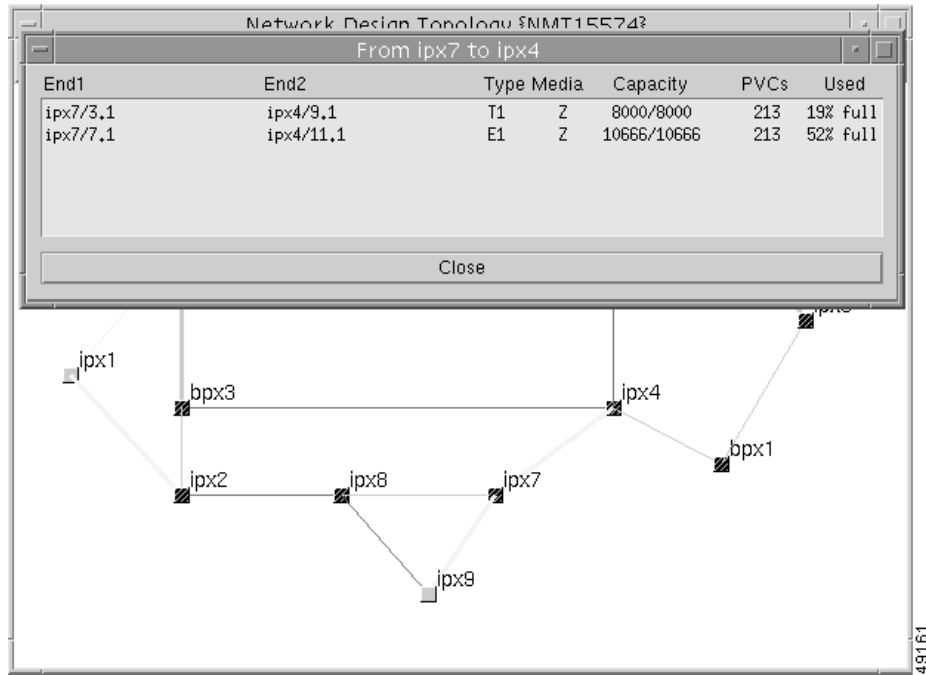 Network Design Topology {NMT15574}
From ipx7 to ipx4
End1 End2 Type Media Capacity PVCs Used
ipx7/3.1 ipx4/9.1 T1 Z 8000/8000 213 19% full
ipx7/7.1 ipx4/11.1 E1 Z 10666/10666 213 52% full
Close
ipx1
bpx3
ipx4
bpx1
ipx2
ipx8
ipx7
ipx9
49161